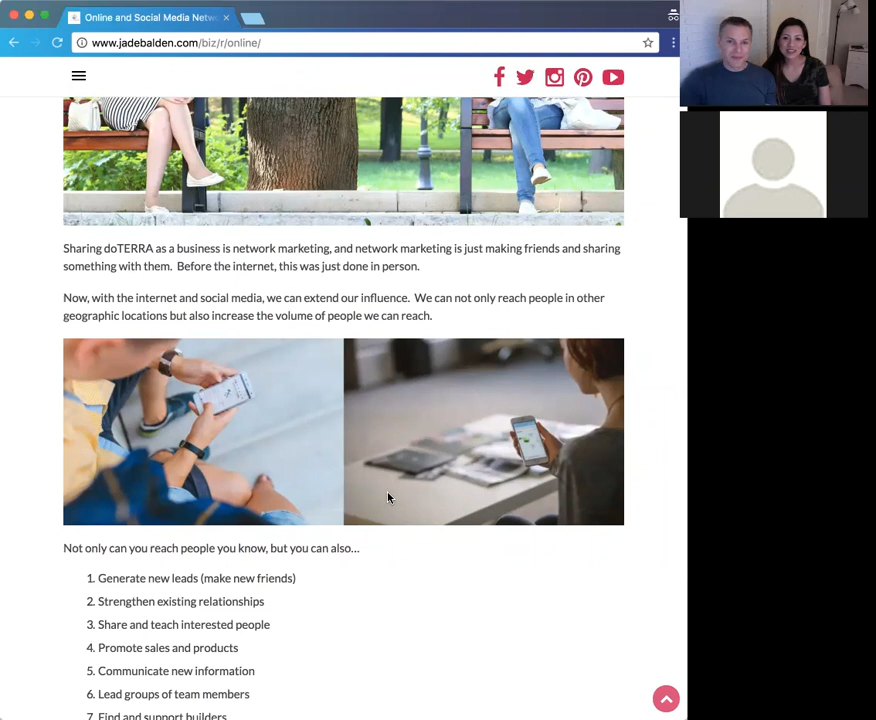 Online and Social Media Netw
www.jadebalden.com/biz/r/online/
Sharing doTERRA as a business is network marketing, and network marketing is just making friends and sharing
something with them.  Before the internet, this was just done in person.
Now, with the internet and social media, we can extend our influence.  We can not only reach people in other
geographic locations but also increase the volume of people we can reach.
Not only can you reach people you know, but you can also...
1. Generate new leads (make new friends)
2. Strengthen existing relationships
3. Share and teach interested people
4. Promote sales and products
5. Communicate new information
6. Lead groups of team members
7. Find and support builders